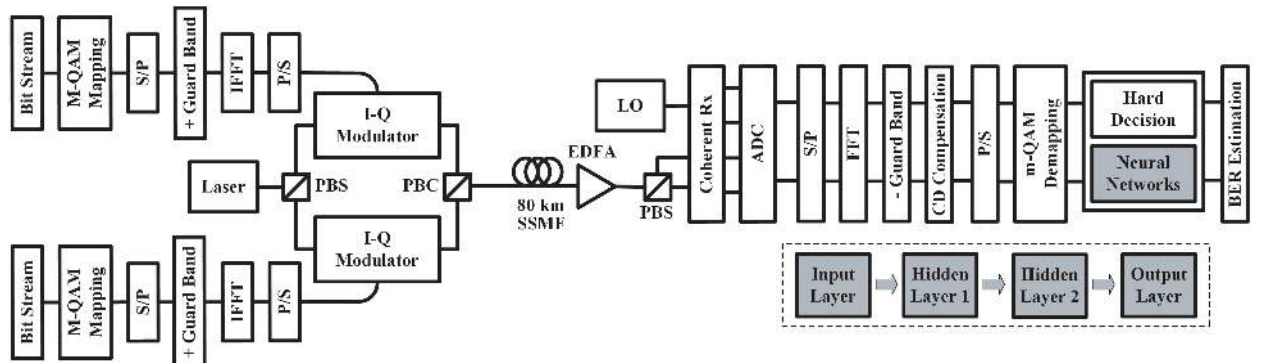 Bit Stream
M-QAM
Mapping
S/P
+ Guard Band
IFFT
P/S
I-Q
Modulator
Laser
PBS
PBC
I-Q
Modulator
Bit Stream
M-QAM
Mapping
S/P
+ Guard Band
IFFT
P/S
80 km
SSMF
EDFA
PBS
LO
Coherent Rx
ADC
S/P
FFT
- Guard Band
CD Compensation
P/S
m-QAM
Demapping
Hard
Decision
Neural
Networks
BER Estimation
Input
Layer
Hidden
Layer 1
Hidden
Layer 2
Output
Layer